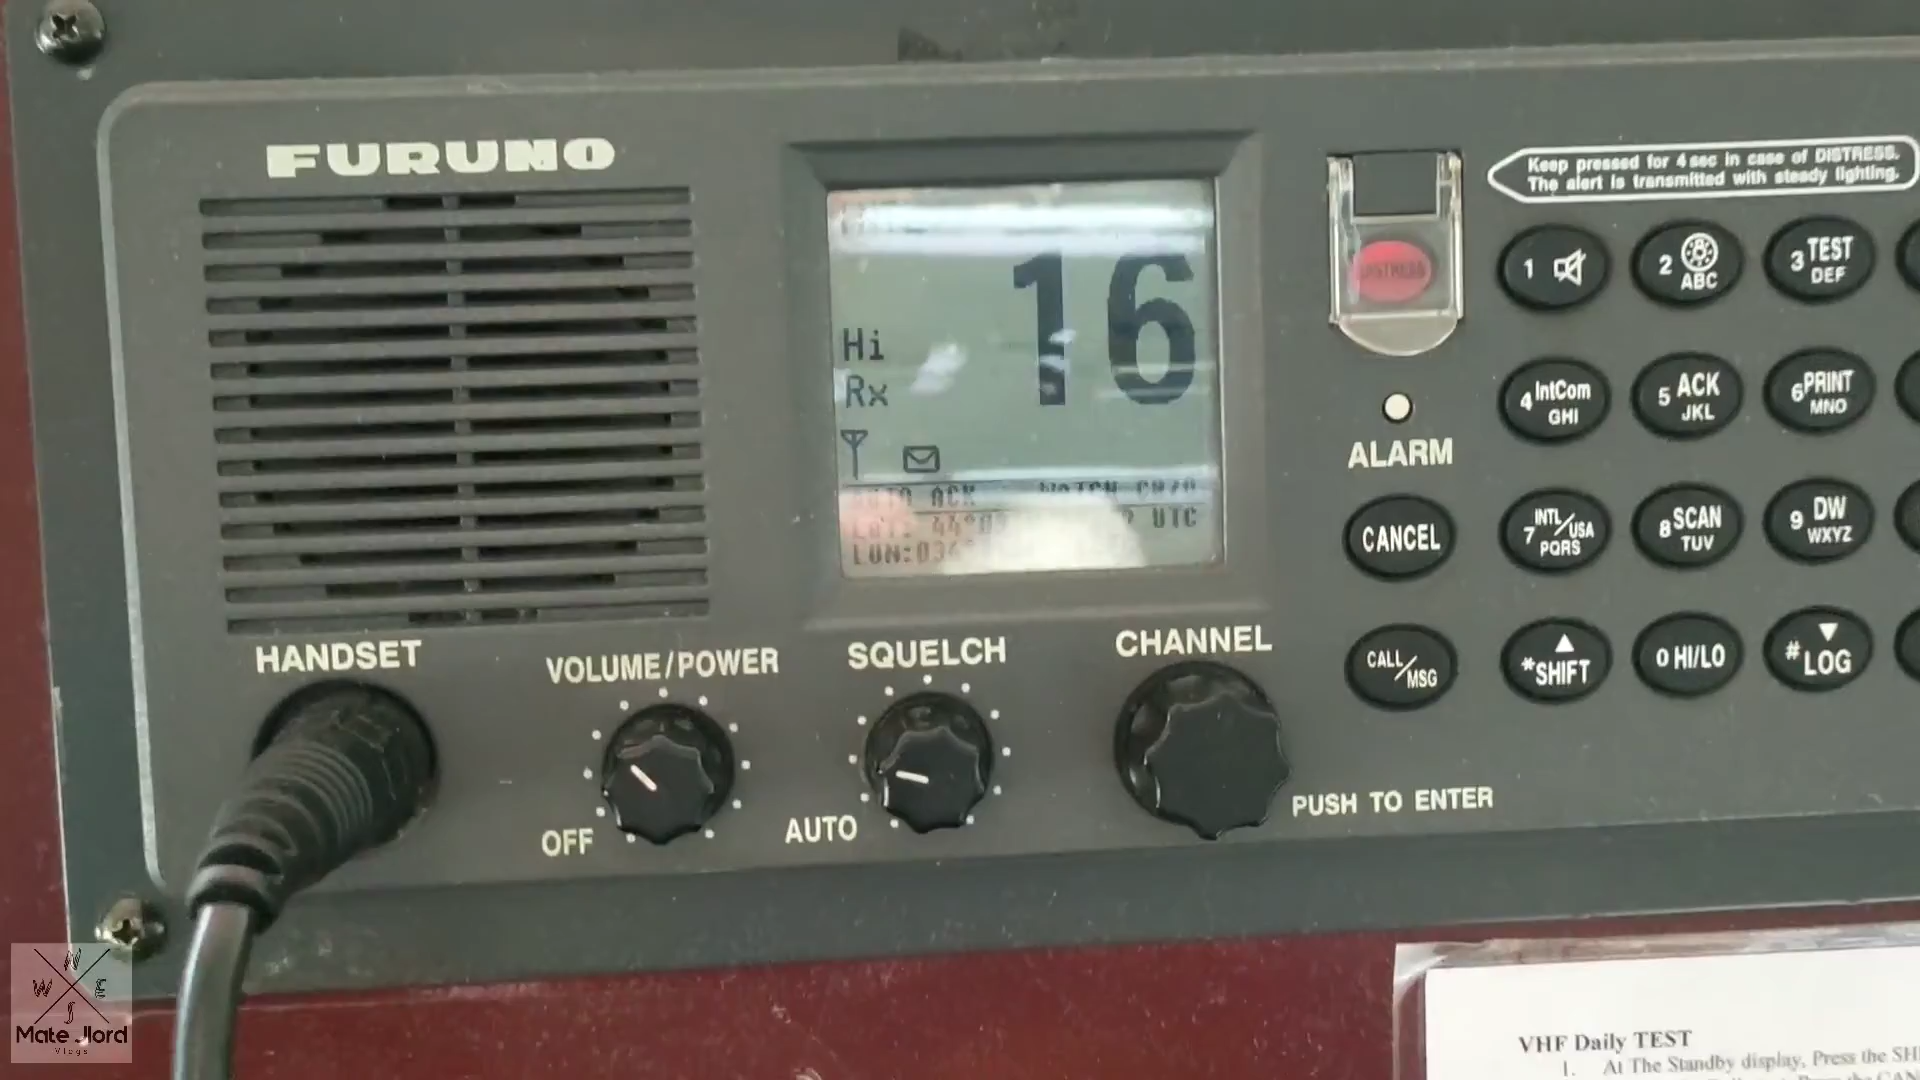 FURUNO
16
Hi
Rx
AUTO ACK
UTC
Keep pressed for 4 sec in case of DISTRESS.
The alert is transmitted with steady lighting.
DISTRESS
ALARM
CANCEL
CALL/MSG
1
2 ABC
3 TEST DEF
4 IntCom GHI
5 ACK JKL
6 PRINT MNO
7 INTL/USA PQRS
8 SCAN TUV
9 DW WXYZ
*SHIFT
0 HI/LO
# LOG
HANDSET
VOLUME/POWER
OFF
SQUELCH
AUTO
CHANNEL
PUSH TO ENTER
VHF Daily TEST
1. At The Standby display, Press the
N
W E
S
Mate Jlord
Vlogs